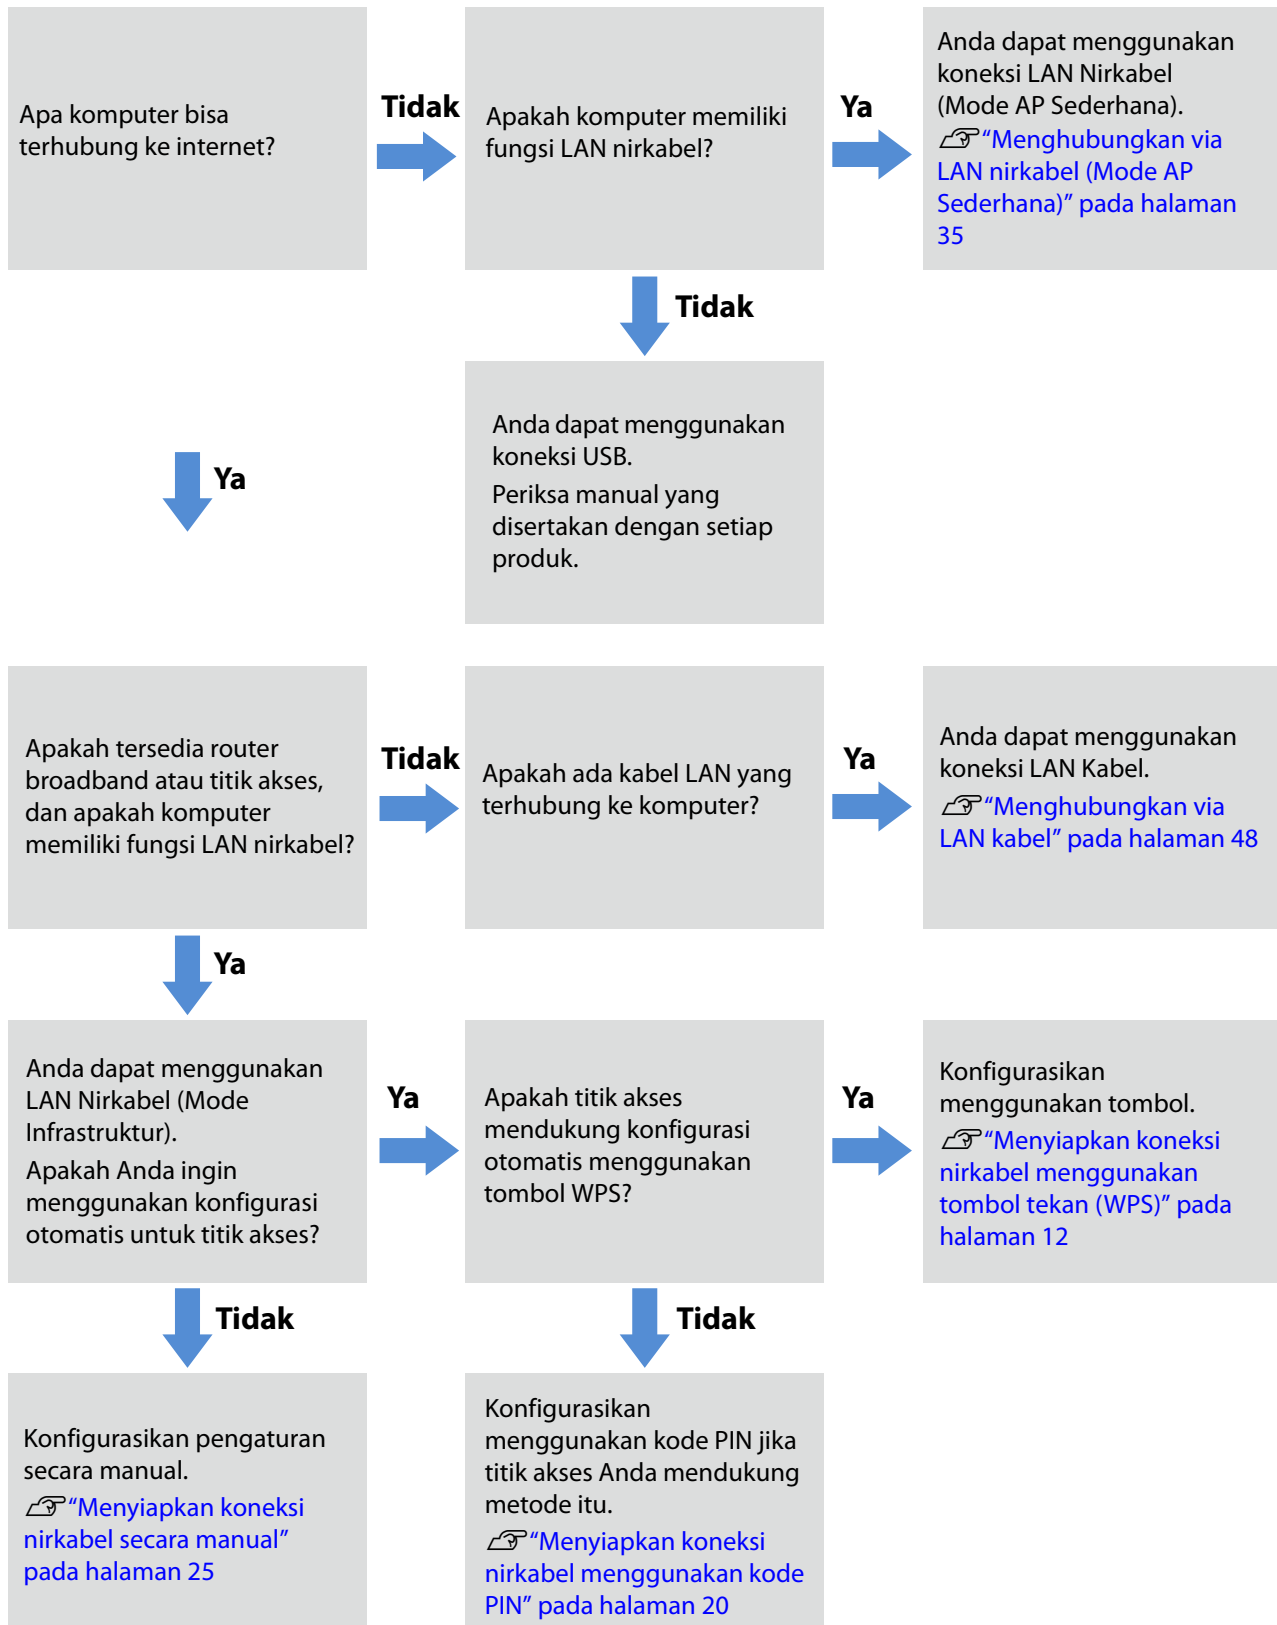 Apa komputer bisa
terhubung ke internet?
Tidak
Apakah komputer memiliki
fungsi LAN nirkabel?
Ya
Anda dapat menggunakan
koneksi LAN Nirkabel
(Mode AP Sederhana).
“Menghubungkan via
LAN nirkabel (Mode AP
Sederhana)” pada halaman
35
Tidak
Anda dapat menggunakan
koneksi USB.
Periksa manual yang
disertakan dengan setiap
produk.
Ya
Apakah tersedia router
broadband atau titik akses,
dan apakah komputer
memiliki fungsi LAN nirkabel?
Tidak
Apakah ada kabel LAN yang
terhubung ke komputer?
Ya
Anda dapat menggunakan
koneksi LAN Kabel.
“Menghubungkan via
LAN kabel” pada halaman 48
Ya
Anda dapat menggunakan
LAN Nirkabel (Mode
Infrastruktur).
Apakah Anda ingin
menggunakan konfigurasi
otomatis untuk titik akses?
Ya
Apakah titik akses
mendukung konfigurasi
otomatis menggunakan
tombol WPS?
Ya
Konfigurasikan
menggunakan tombol.
“Menyiapkan koneksi
nirkabel menggunakan
tombol tekan (WPS)” pada
halaman 12
Tidak
Konfigurasikan pengaturan
secara manual.
“Menyiapkan koneksi
nirkabel secara manual”
pada halaman 25
Tidak
Konfigurasikan
menggunakan kode PIN jika
titik akses Anda mendukung
metode itu.
“Menyiapkan koneksi
nirkabel menggunakan kode
PIN” pada halaman 20